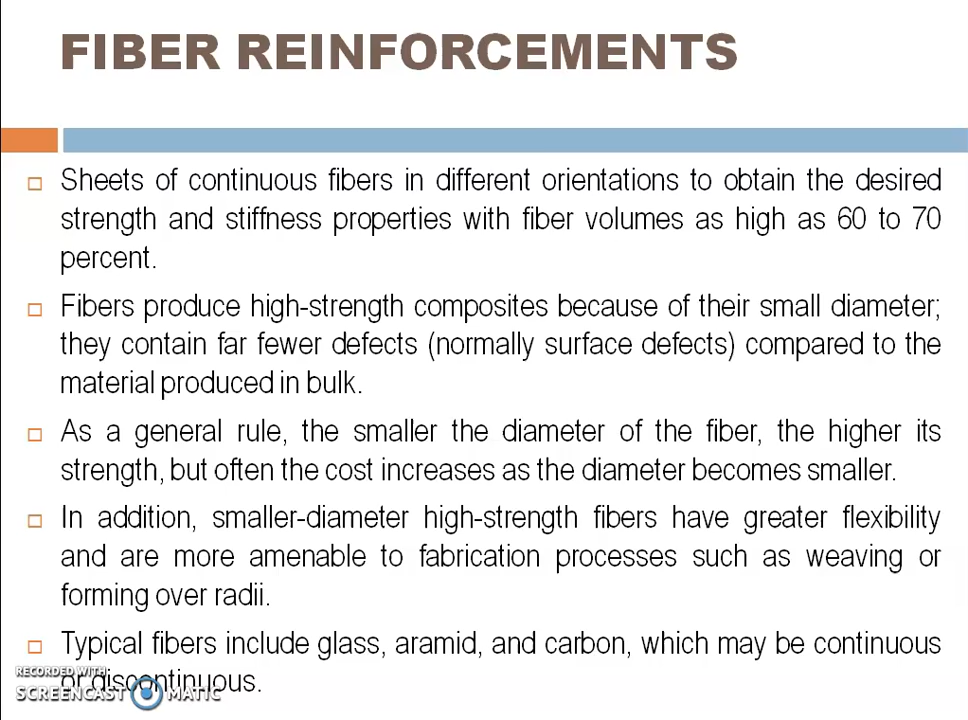 FIBER REINFORCEMENTS
Sheets of continuous fibers in different orientations to obtain the desired
strength and stiffness properties with fiber volumes as high as 60 to 70
percent.
Fibers produce high-strength composites because of their small diameter;
they contain far fewer defects (normally surface defects) compared to the
material produced in bulk.
As a general rule, the smaller the diameter of the fiber, the higher its
strength, but often the cost increases as the diameter becomes smaller.
In addition, smaller-diameter high-strength fibers have greater flexibility
and are more amenable to fabrication processes such as weaving or
forming over radii.
Typical fibers include glass, aramid, and carbon, which may be continuous
or discontinuous.
RECORDED WITH
SCREENCAST MATIC